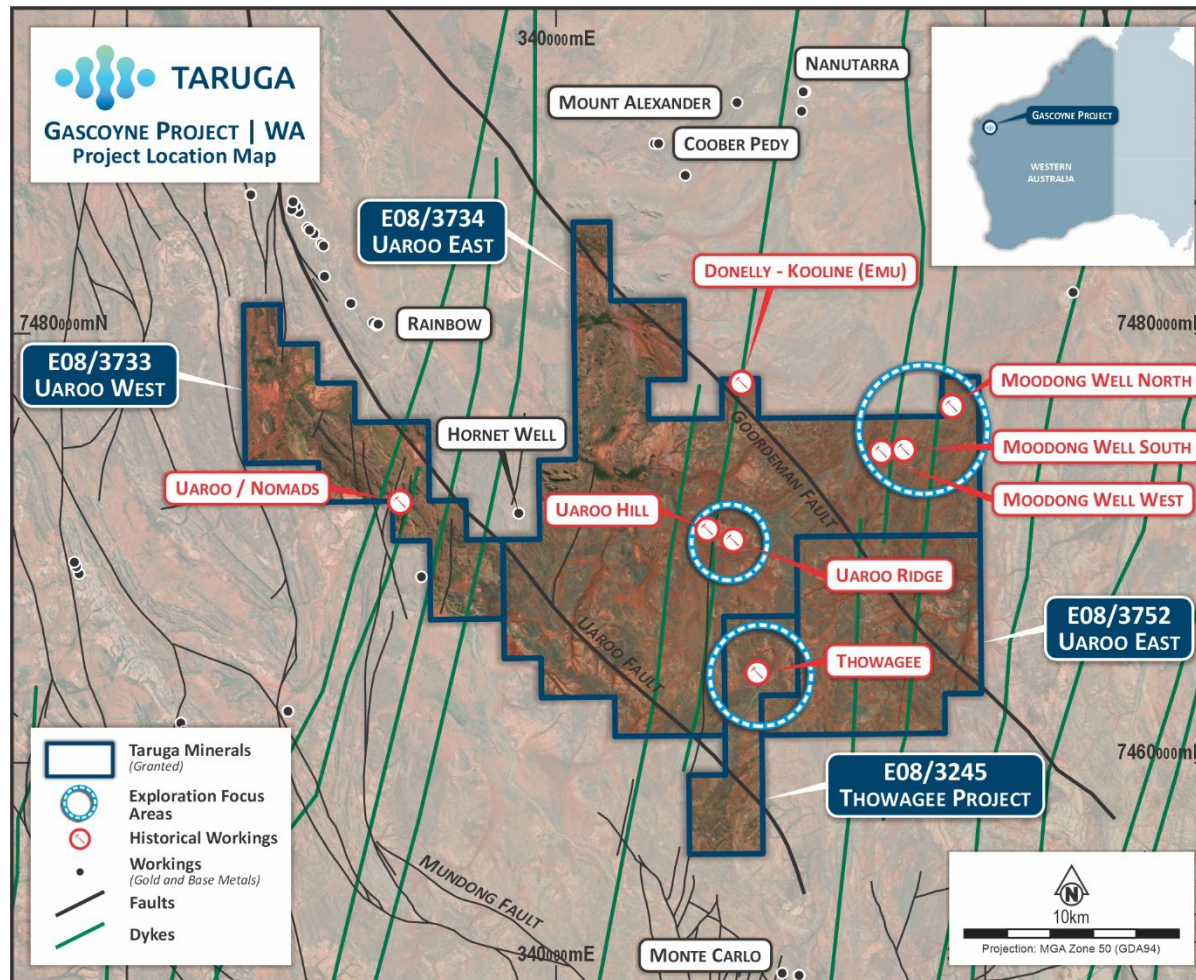 TARUGA
GASCOYNE PROJECT | WA
Project Location Map
340000mE
NANUTARRA
MOUNT ALEXANDER
COOBER PEDY
GASCOYNE PROJECT
WESTERN
AUSTRALIA
E08/3734
UAROO EAST
DONELLY - KOOLINE (EMU)
7480000mN
RAINBOW
7480000m
E08/3733
UAROO WEST
MOODONG WELL NORTH
HORNET WELL
GOORDEMAN FAULT
MOODONG WELL SOUTH
UAROO / NOMADS
MOODONG WELL WEST
UAROO HILL
UAROO RIDGE
E08/3752
UAROO EAST
UAROO FAULT
THOWAGEE
7460000m
E08/3245
THOWAGEE PROJECT
Taruga Minerals
(Granted)
Exploration Focus
Areas
Historical Workings
Workings
(Gold and Base Metals)
Faults
Dykes
MUNDONG FAULT
340000mE
MONTE CARLO
N
10km
Projection: MGA Zone 50 (GDA94)